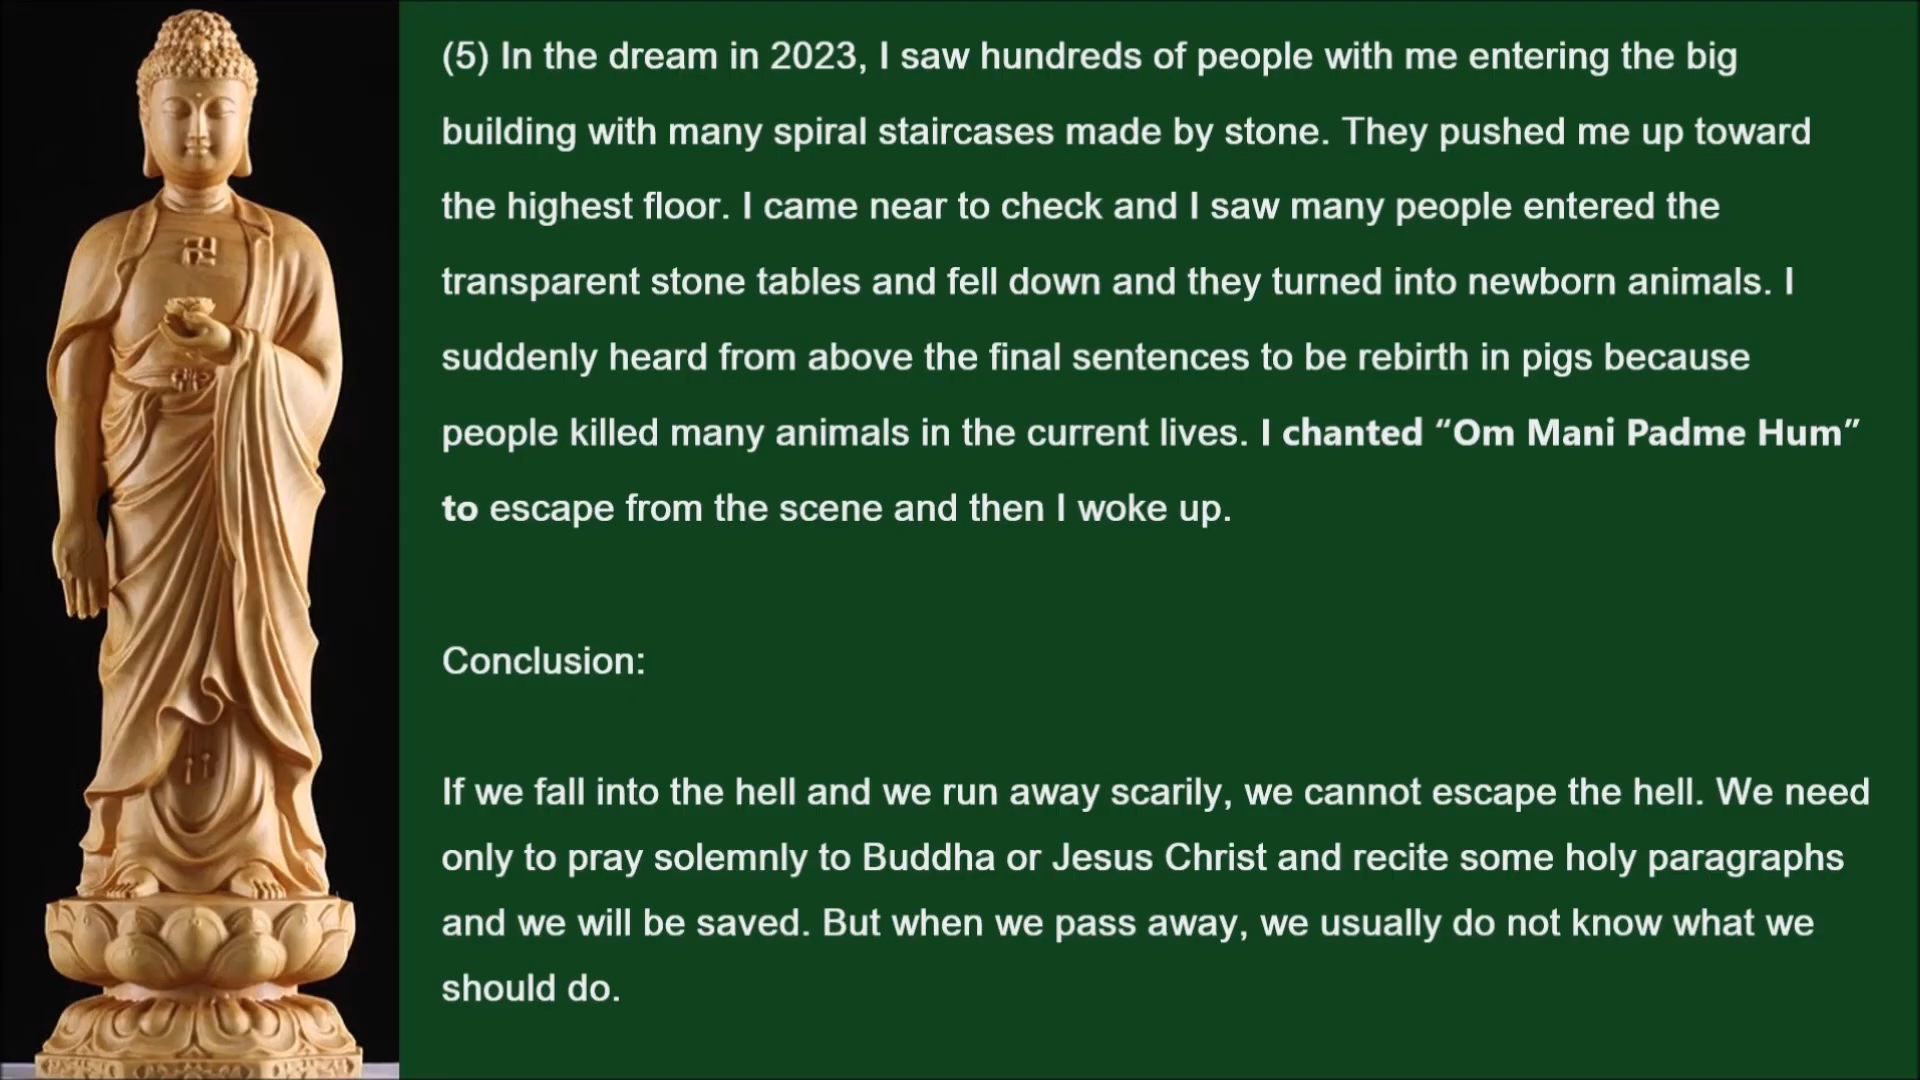 (5) In the dream in 2023, I saw hundreds of people with me entering the big
building with many spiral staircases made by stone. They pushed me up toward
the highest floor. I came near to check and I saw many people entered the
transparent stone tables and fell down and they turned into newborn animals. I
suddenly heard from above the final sentences to be rebirth in pigs because
people killed many animals in the current lives. I chanted “Om Mani Padme Hum”
to escape from the scene and then I woke up.
Conclusion:
If we fall into the hell and we run away scarily, we cannot escape the hell. We need
only to pray solemnly to Buddha or Jesus Christ and recite some holy paragraphs
and we will be saved. But when we pass away, we usually do not know what we
should do.